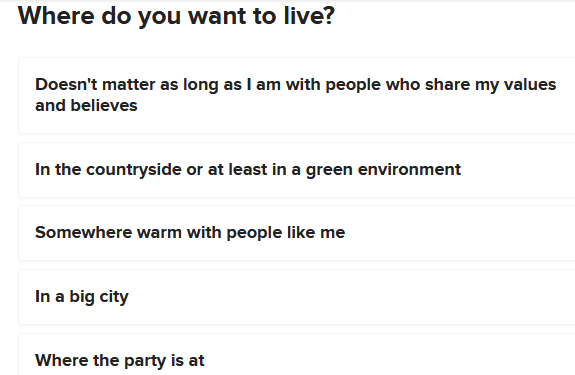 Where do you want to live?
Doesn't matter as long as I am with people who share my values
and believes
In the countryside or at least in a green environment
Somewhere warm with people like me
In a big city
Where the party is at